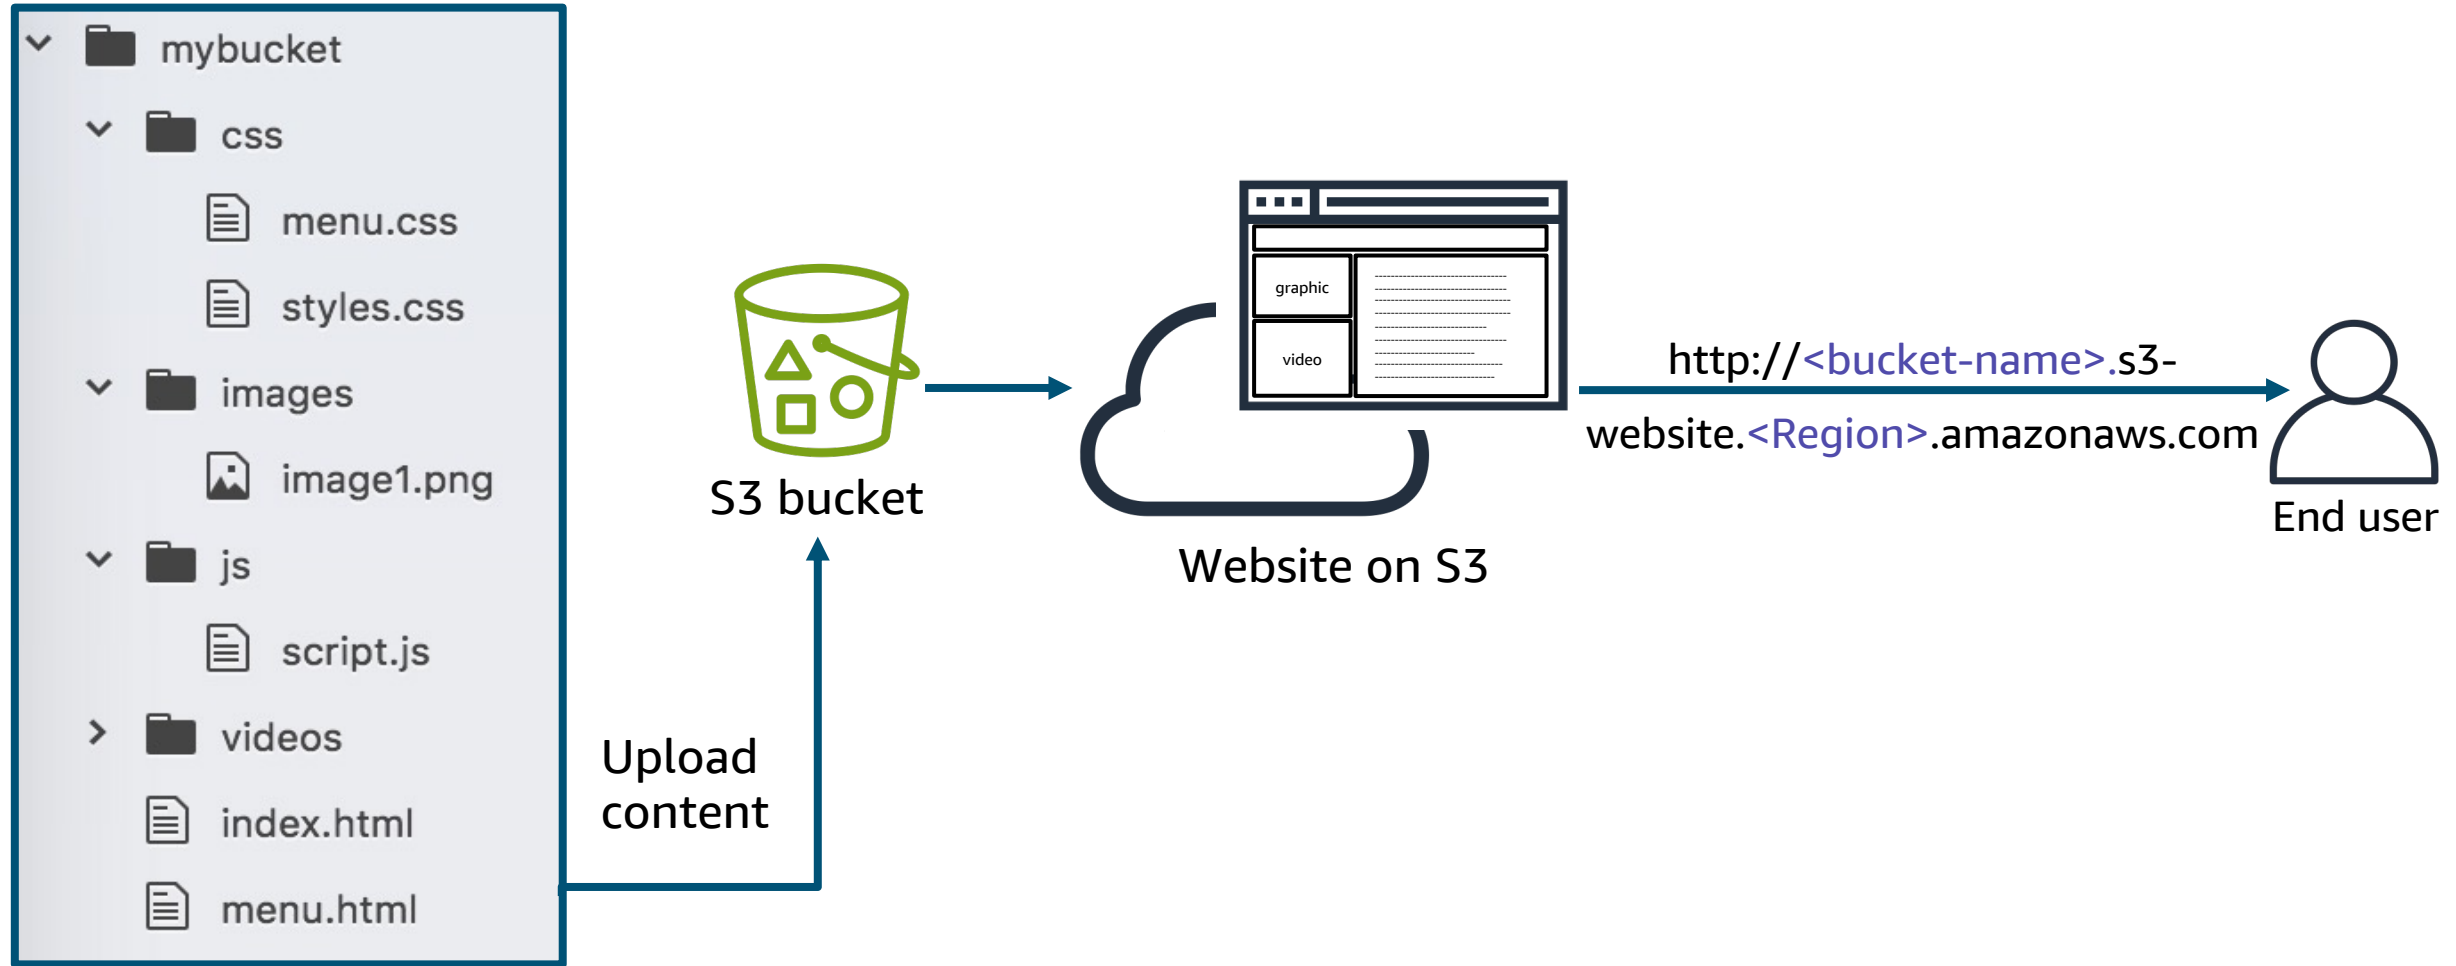 mybucket
css
menu.css
styles.css
images
image1.png
js
script.js
videos
index.html
menu.html
Upload
content
S3 bucket
graphic
video
Website on S3
http://<bucket-name>.s3-
website.<Region>.amazonaws.com
End user